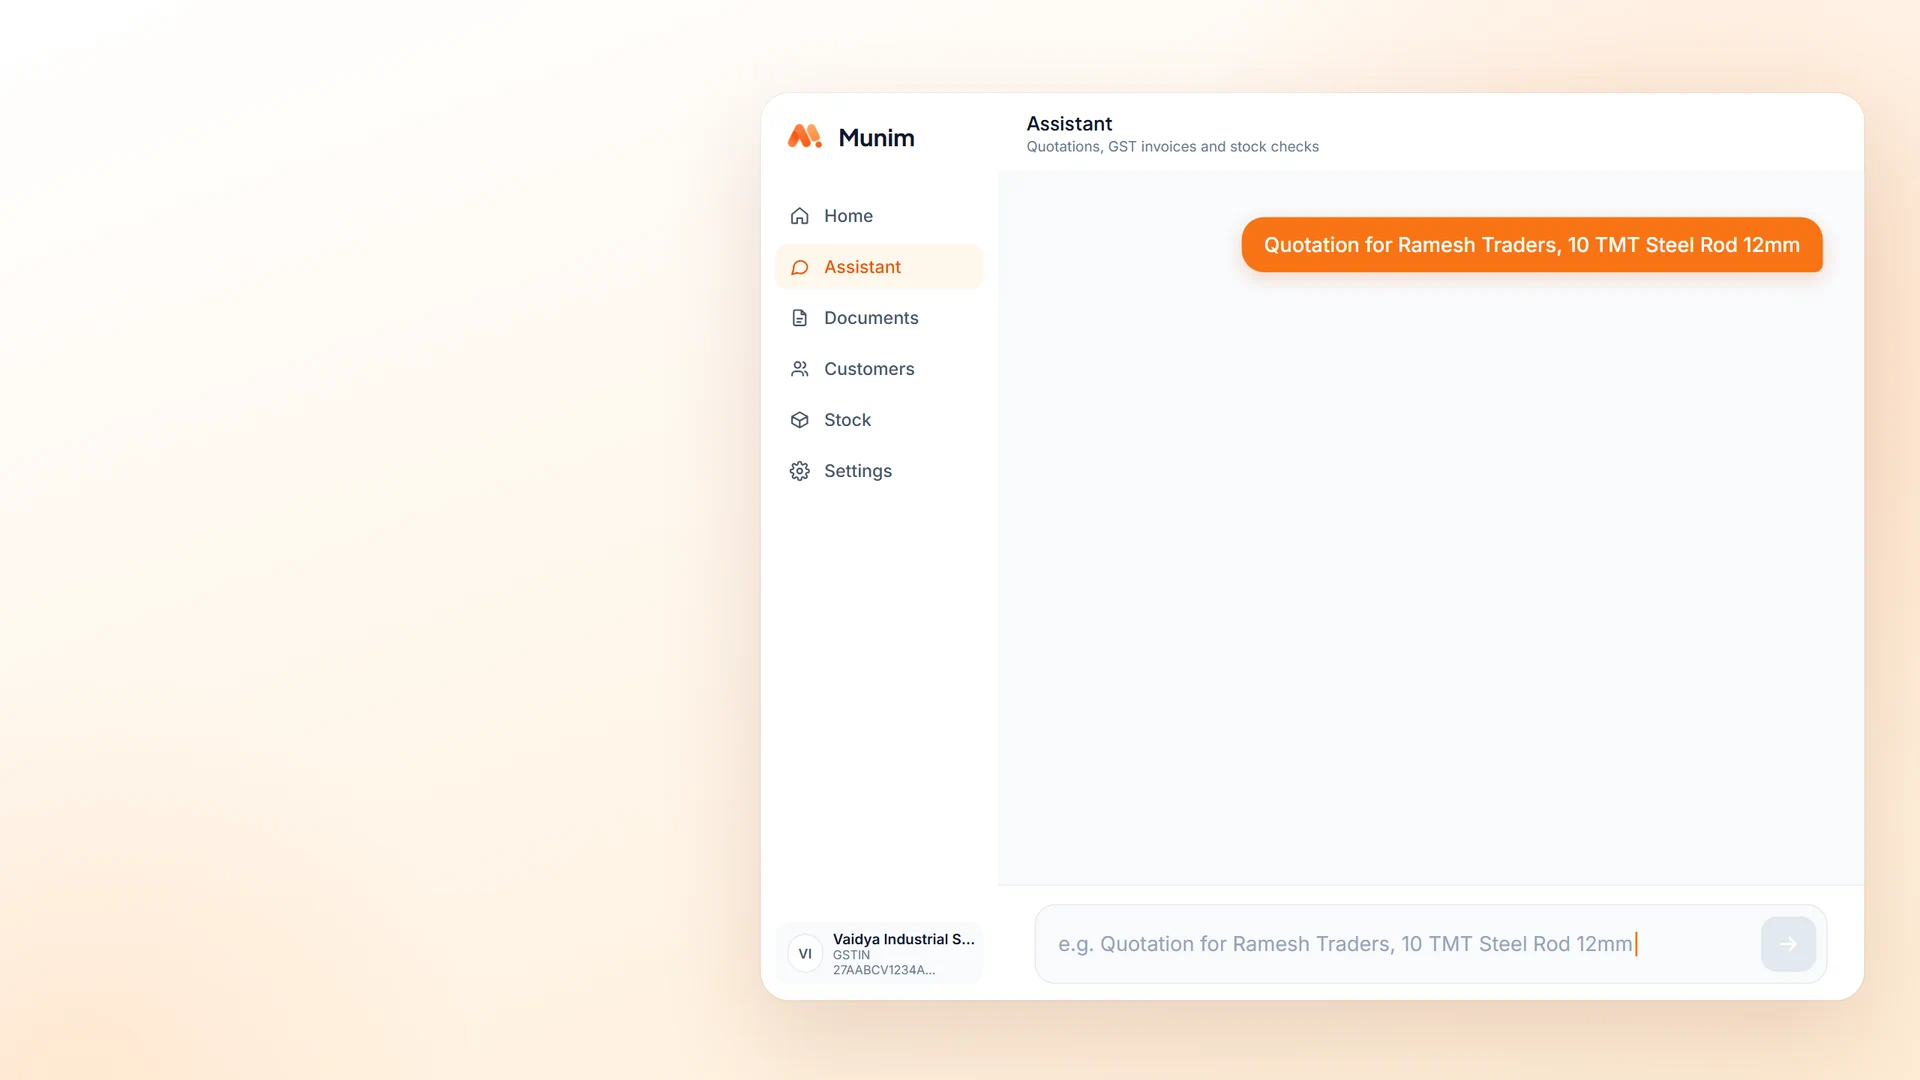 Munim
Home
Assistant
Documents
Customers
Stock
Settings
VI
Vaidya Industrial S...
GSTIN
27AABCV1234A...
Assistant
Quotations, GST invoices and stock checks
Quotation for Ramesh Traders, 10 TMT Steel Rod 12mm
e.g. Quotation for Ramesh Traders, 10 TMT Steel Rod 12mm